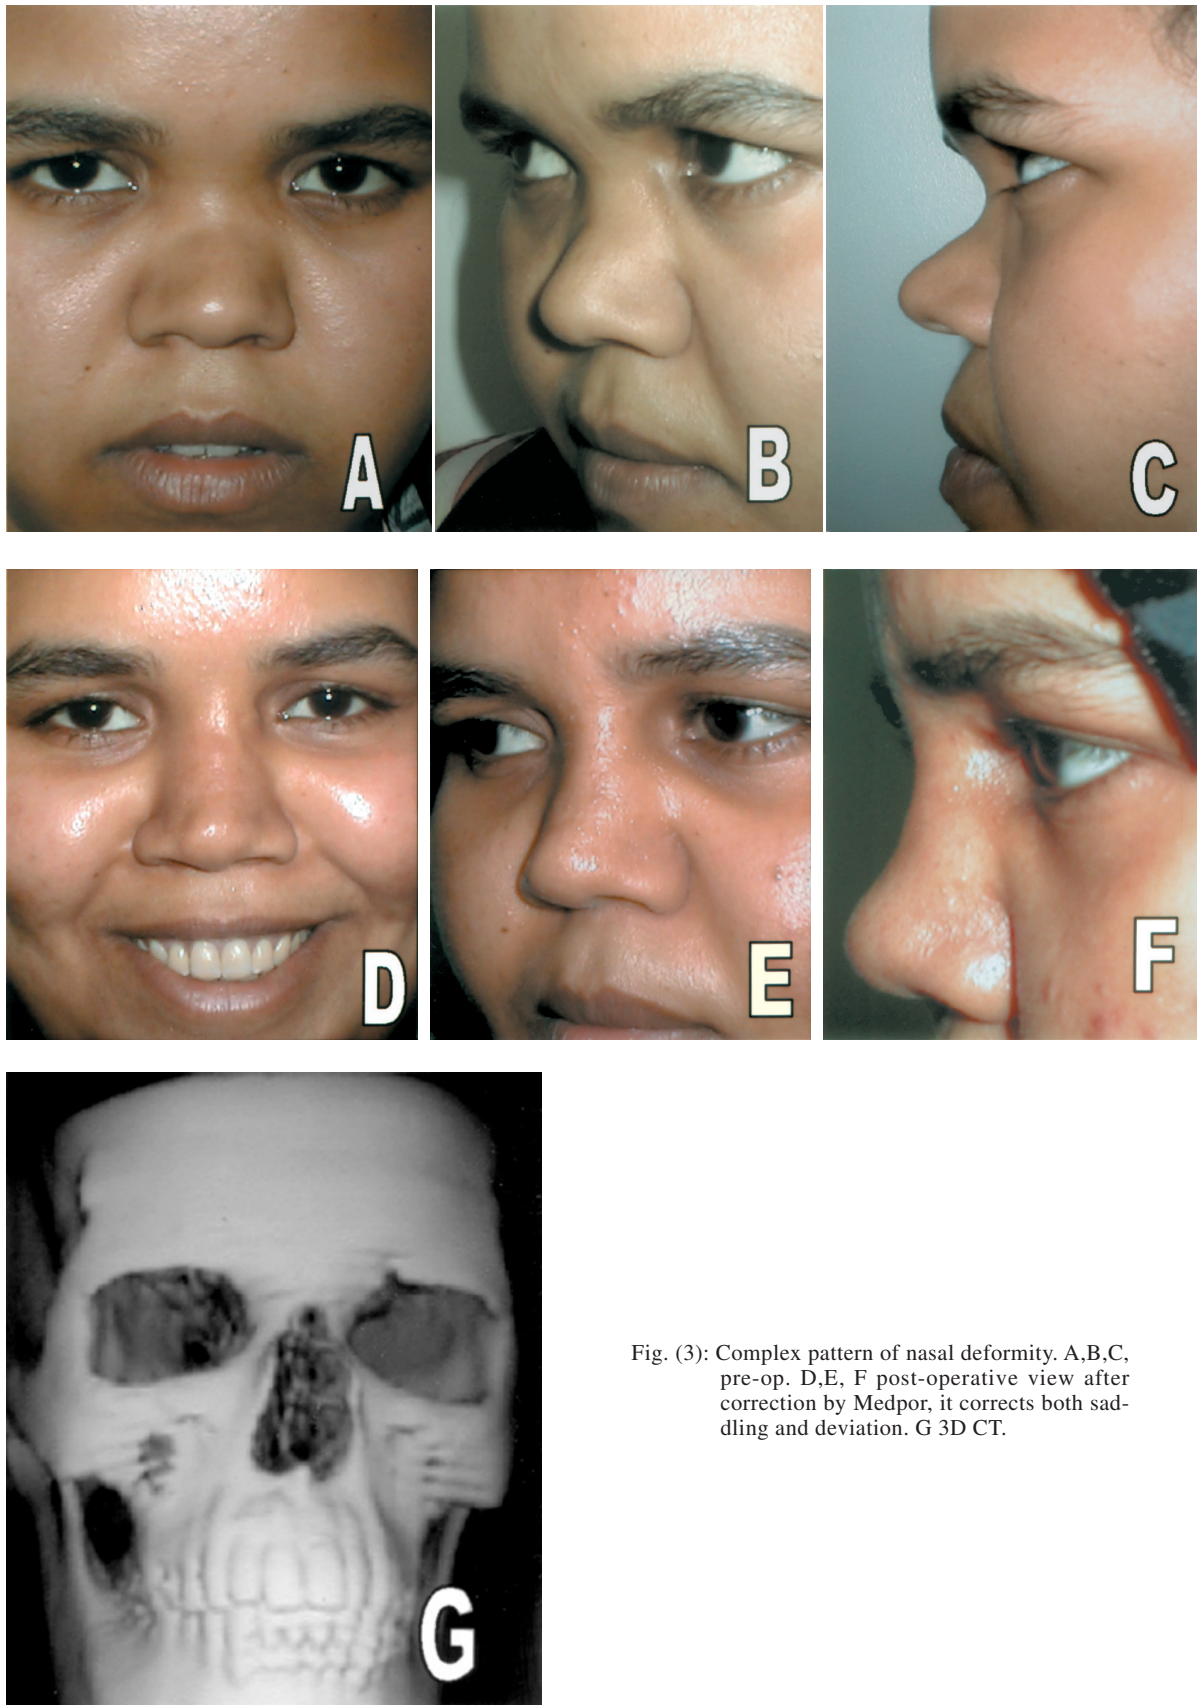 A
B
C
D
E
F
G
Fig. (3): Complex pattern of nasal deformity. A,B,C,
pre-op. D,E, F post-operative view after
correction by Medpor, it corrects both sad-
dling and deviation. G 3D CT.